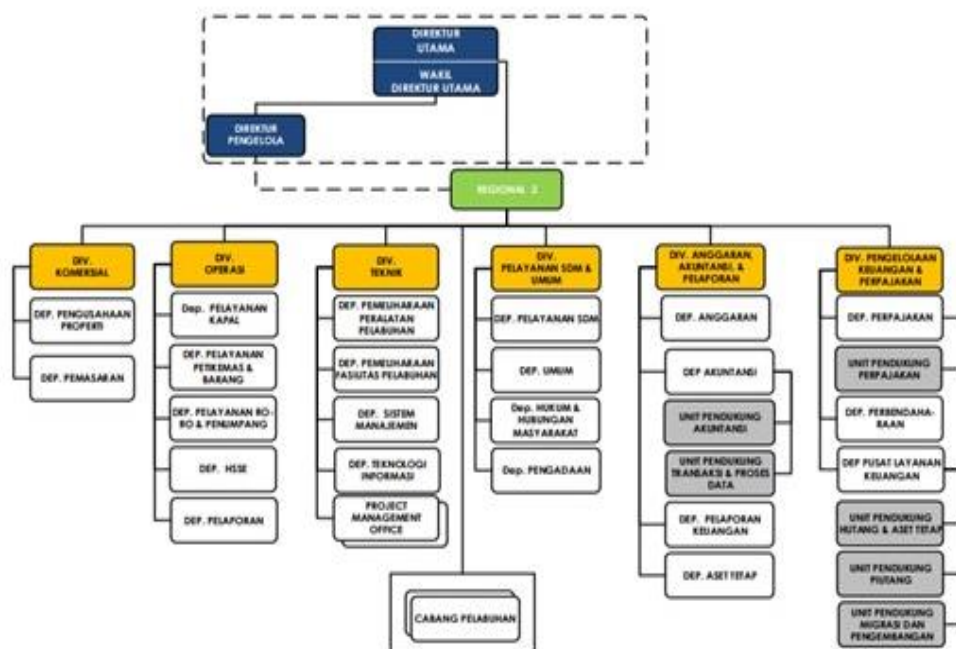 DIREKTUR
UTAMA
WAKIL
DIREKTUR UTAMA
DIREKTUR
PENGELOLA
REGIONAL 2
DIV.
KOMERSIAL
DEP. PENGUSAHAAN
PROPERTI
DEP. PEMASARAN
DIV.
OPERASI
Dep. PELAYANAN
KAPAL
DEP. PELAYANAN
PETIKEMAS &
BARANG
DEP. PELAYANAN RO-
RO & PENUMPANG
DEP. HSSE
DEP. PELAPORAN
DIV.
TEKNIK
DEP. PEMELIHARAAN
PERALATAN
PELABUHAN
DEP. PEMELIHARAAN
FASILITAS PELABUHAN
DEP. SISTEM
MANAJEMEN
DEP. TEKNOLOGI
INFORMASI
PROJECT
MANAGEMENT
OFFICE
CABANG PELABUHAN
DIV.
PELAYANAN SDM &
UMUM
DEP. PELAYANAN SDM
DEP. UMUM
Dep. HUKUM &
HUBUNGAN
MASYARAKAT
Dep. PENGADAAN
DIV. ANGGARAN,
AKUNTANSI, &
PELAPORAN
DEP. ANGGARAN
DEP AKUNTANSI
UNIT PENDUKUNG
AKUNTANSI
UNIT PENDUKUNG
TRANSAKSI & PROSES
DATA
DEP. PELAPORAN
KEUANGAN
DEP. ASET TETAP
DIV. PENGELOLAAN
KEUANGAN &
PERPAJAKAN
DEP. PERPAJAKAN
UNIT PENDUKUNG
PERPAJAKAN
DEP. PERBENDAHA-
RAAN
DEP PUSAT LAYANAN
KEUANGAN
UNIT PENDUKUNG
HUTANG & ASET TETAP
UNIT PENDUKUNG
PIUTANG
UNIT PENDUKUNG
MIGRASI DAN
PENGEMBANGAN